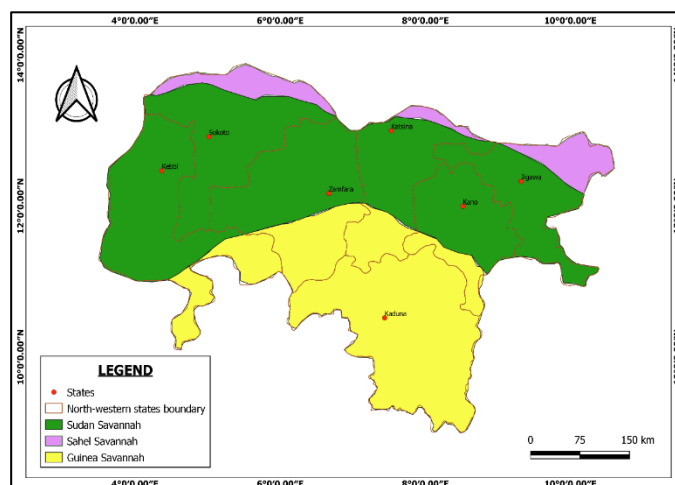 4°0'0.00"E 6°0'0.00"E 8°0'0.00"E 10°0'0.00"E
14°0'0.00"N
Sokoto
Katsina
Kebbi
Zamfara
Jigawa
Kano
12°0'0.00"N
Kaduna
10°0'0.00"N
LEGEND
States
North-western states boundary
Sudan Savannah
Sahel Savannah
Guinea Savannah
0 75 150 km
4°0'0.00"E 6°0'0.00"E 8°0'0.00"E 10°0'0.00"E